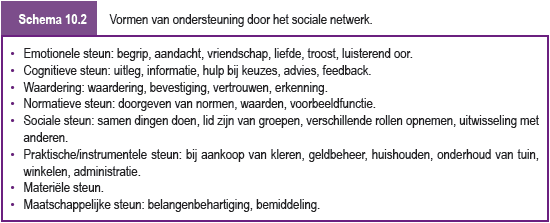 Schema 10.2 Vormen van ondersteuning door het sociale netwerk.
• Emotionele steun: begrip, aandacht, vriendschap, liefde, troost, luisterend oor.
• Cognitieve steun: uitleg, informatie, hulp bij keuzes, advies, feedback.
• Waardering: waardering, bevestiging, vertrouwen, erkenning.
• Normatieve steun: doorgeven van normen, waarden, voorbeeldfunctie.
• Sociale steun: samen dingen doen, lid zijn van groepen, verschillende rollen opnemen, uitwisseling met
anderen.
• Praktische/instrumentele steun: bij aankoop van kleren, geldbeheer, huishouden, onderhoud van tuin,
winkelen, administratie.
• Materiële steun.
• Maatschappelijke steun: belangenbehartiging, bemiddeling.